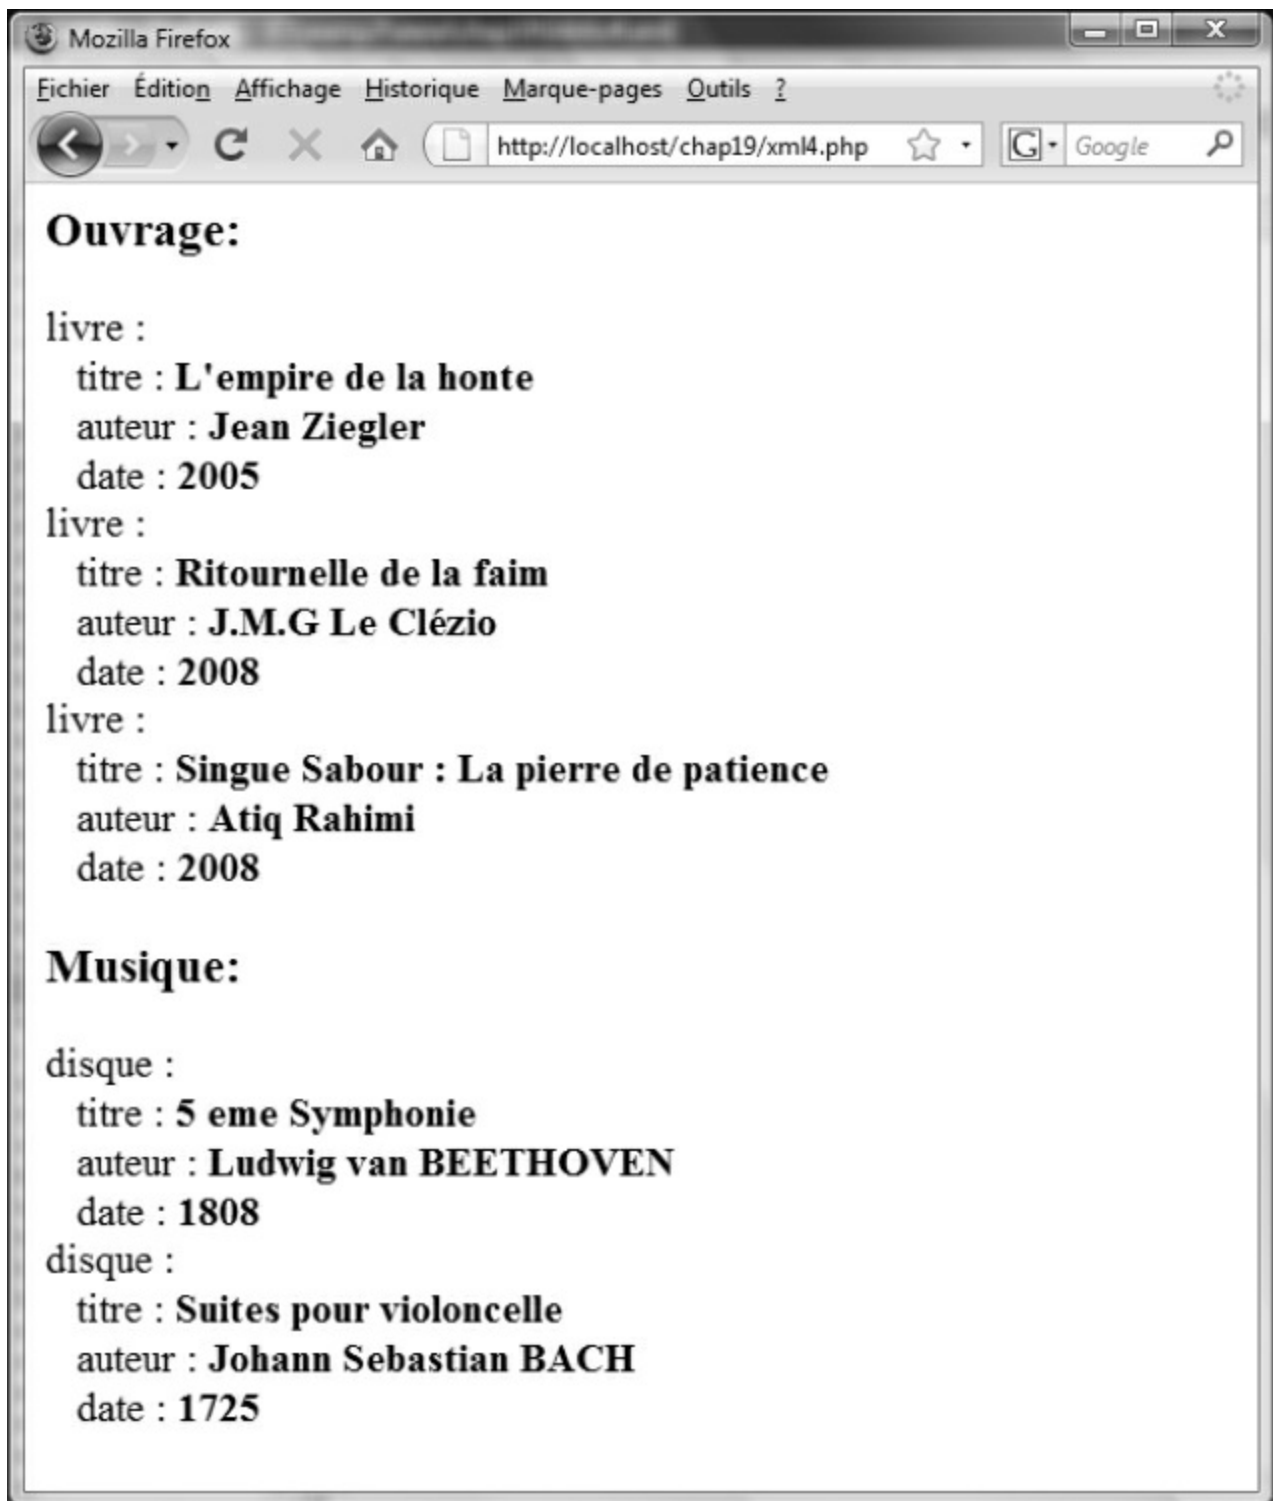 Mozilla Firefox
Fichier Édition Affichage Historique Marque-pages Outils ?
http://localhost/chap19/xml4.php G Google
Ouvrage:
livre :
titre : L'empire de la honte
auteur : Jean Ziegler
date : 2005
livre :
titre : Ritournelle de la faim
auteur : J.M.G Le Clézio
date : 2008
livre :
titre : Singue Sabour : La pierre de patience
auteur : Atiq Rahimi
date : 2008
Musique:
disque :
titre : 5 eme Symphonie
auteur : Ludwig van BEETHOVEN
date : 1808
disque :
titre : Suites pour violoncelle
auteur : Johann Sebastian BACH
date : 1725